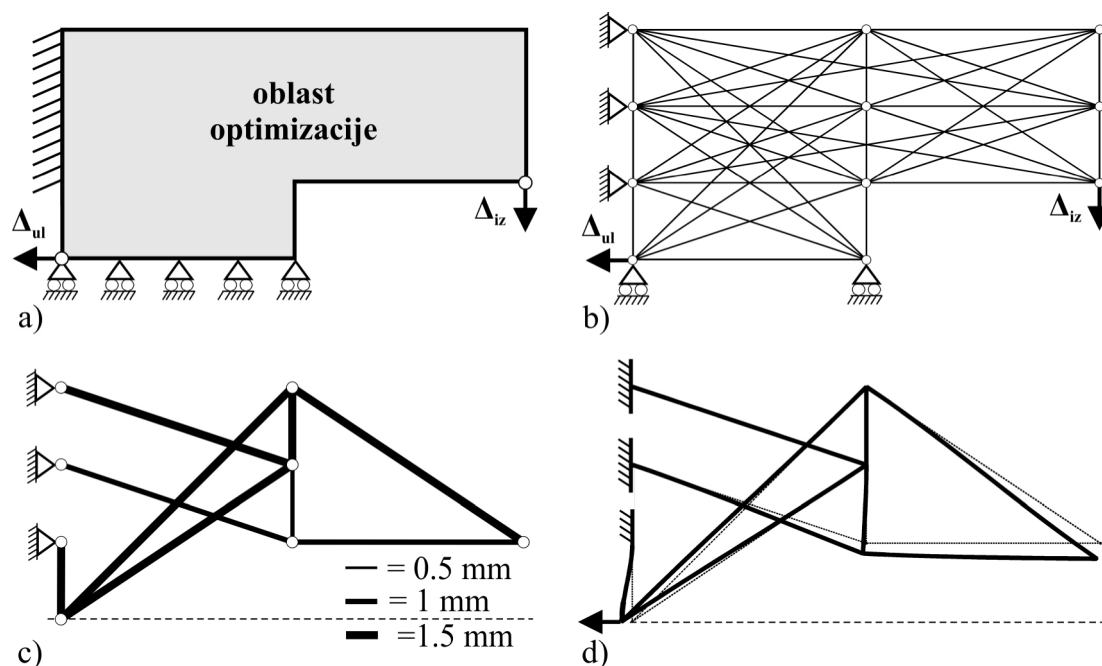 oblast
optimizacije
Δul
Δiz
a)
Δul
Δiz
b)
= 0.5 mm
= 1 mm
=1.5 mm
c)
d)